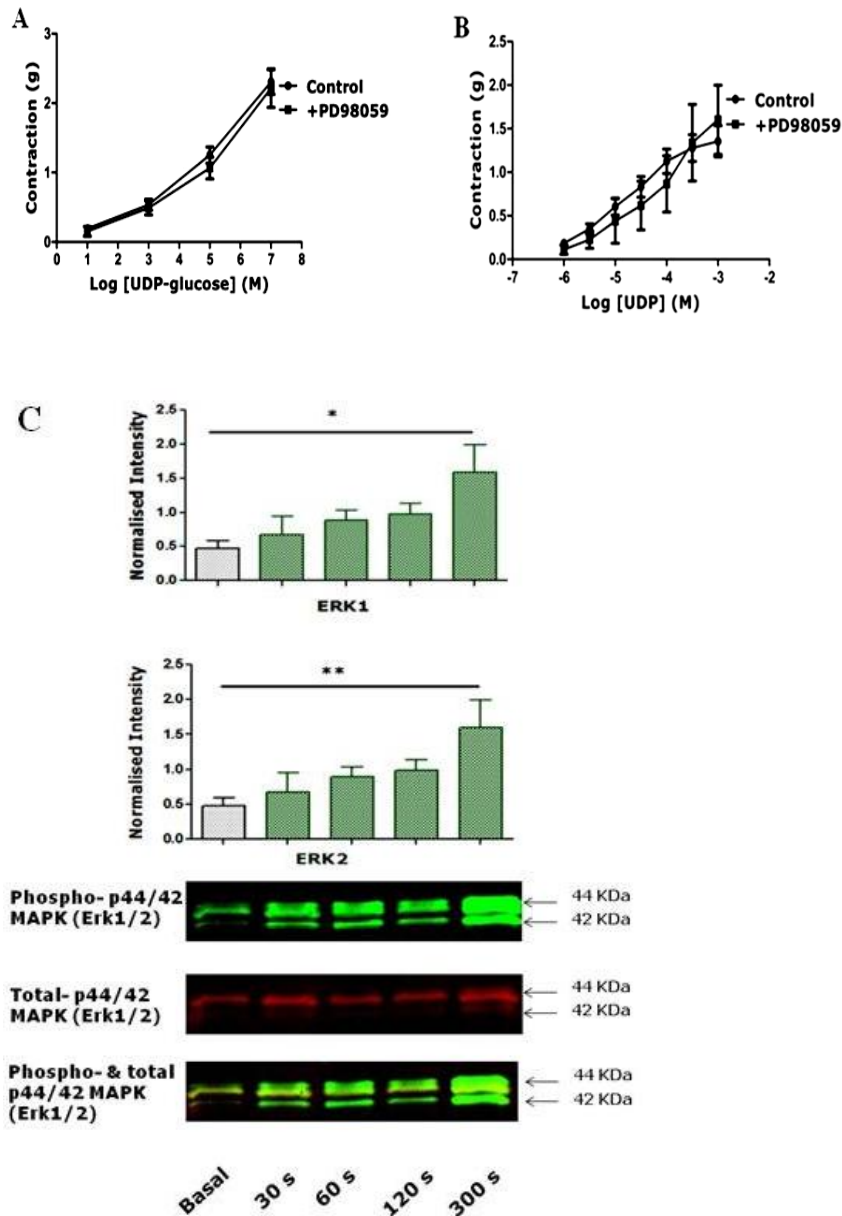 A
Contraction (g)
3
2
1
0
0 1 2 3 4 5 6 7 8
Log [UDP-glucose] (M)
Control
+PD98059
B
Contraction (g)
2.5
2.0
1.5
1.0
0.5
0.0
-7 -6 -5 -4 -3 -2
Log [UDP] (M)
Control
+PD98059
C
Normalised Intensity
2.5
2.0
1.5
1.0
0.5
0.0
*
ERK1
Normalised Intensity
2.5
2.0
1.5
1.0
0.5
0.0
**
ERK2
Phospho- p44/42
MAPK (Erk1/2)
44 KDa
42 KDa
Total- p44/42
MAPK (Erk1/2)
44 KDa
42 KDa
Phospho- & total
p44/42 MAPK
(Erk1/2)
44 KDa
42 KDa
Basal 30 s 60 s 120 s 300 s